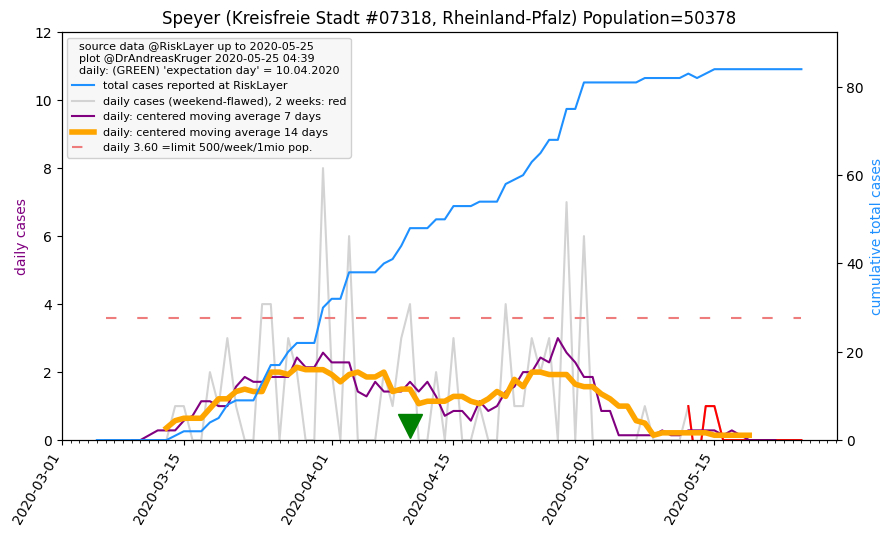 Speyer (Kreisfreie Stadt #07318, Rheinland-Pfalz) Population=50378
source data @RiskLayer up to 2020-05-25
plot @DrAndreasKruger 2020-05-25 04:39
daily: (GREEN) 'expectation day' = 10.04.2020
total cases reported at RiskLayer
daily cases (weekend-flawed), 2 weeks: red
daily: centered moving average 7 days
daily: centered moving average 14 days
daily 3.60 =limit 500/week/1mio pop.
daily cases
12
10
8
6
4
2
0
cumulative total cases
80
60
40
20
0
2020-03-01
2020-03-15
2020-04-01
2020-04-15
2020-05-01
2020-05-15